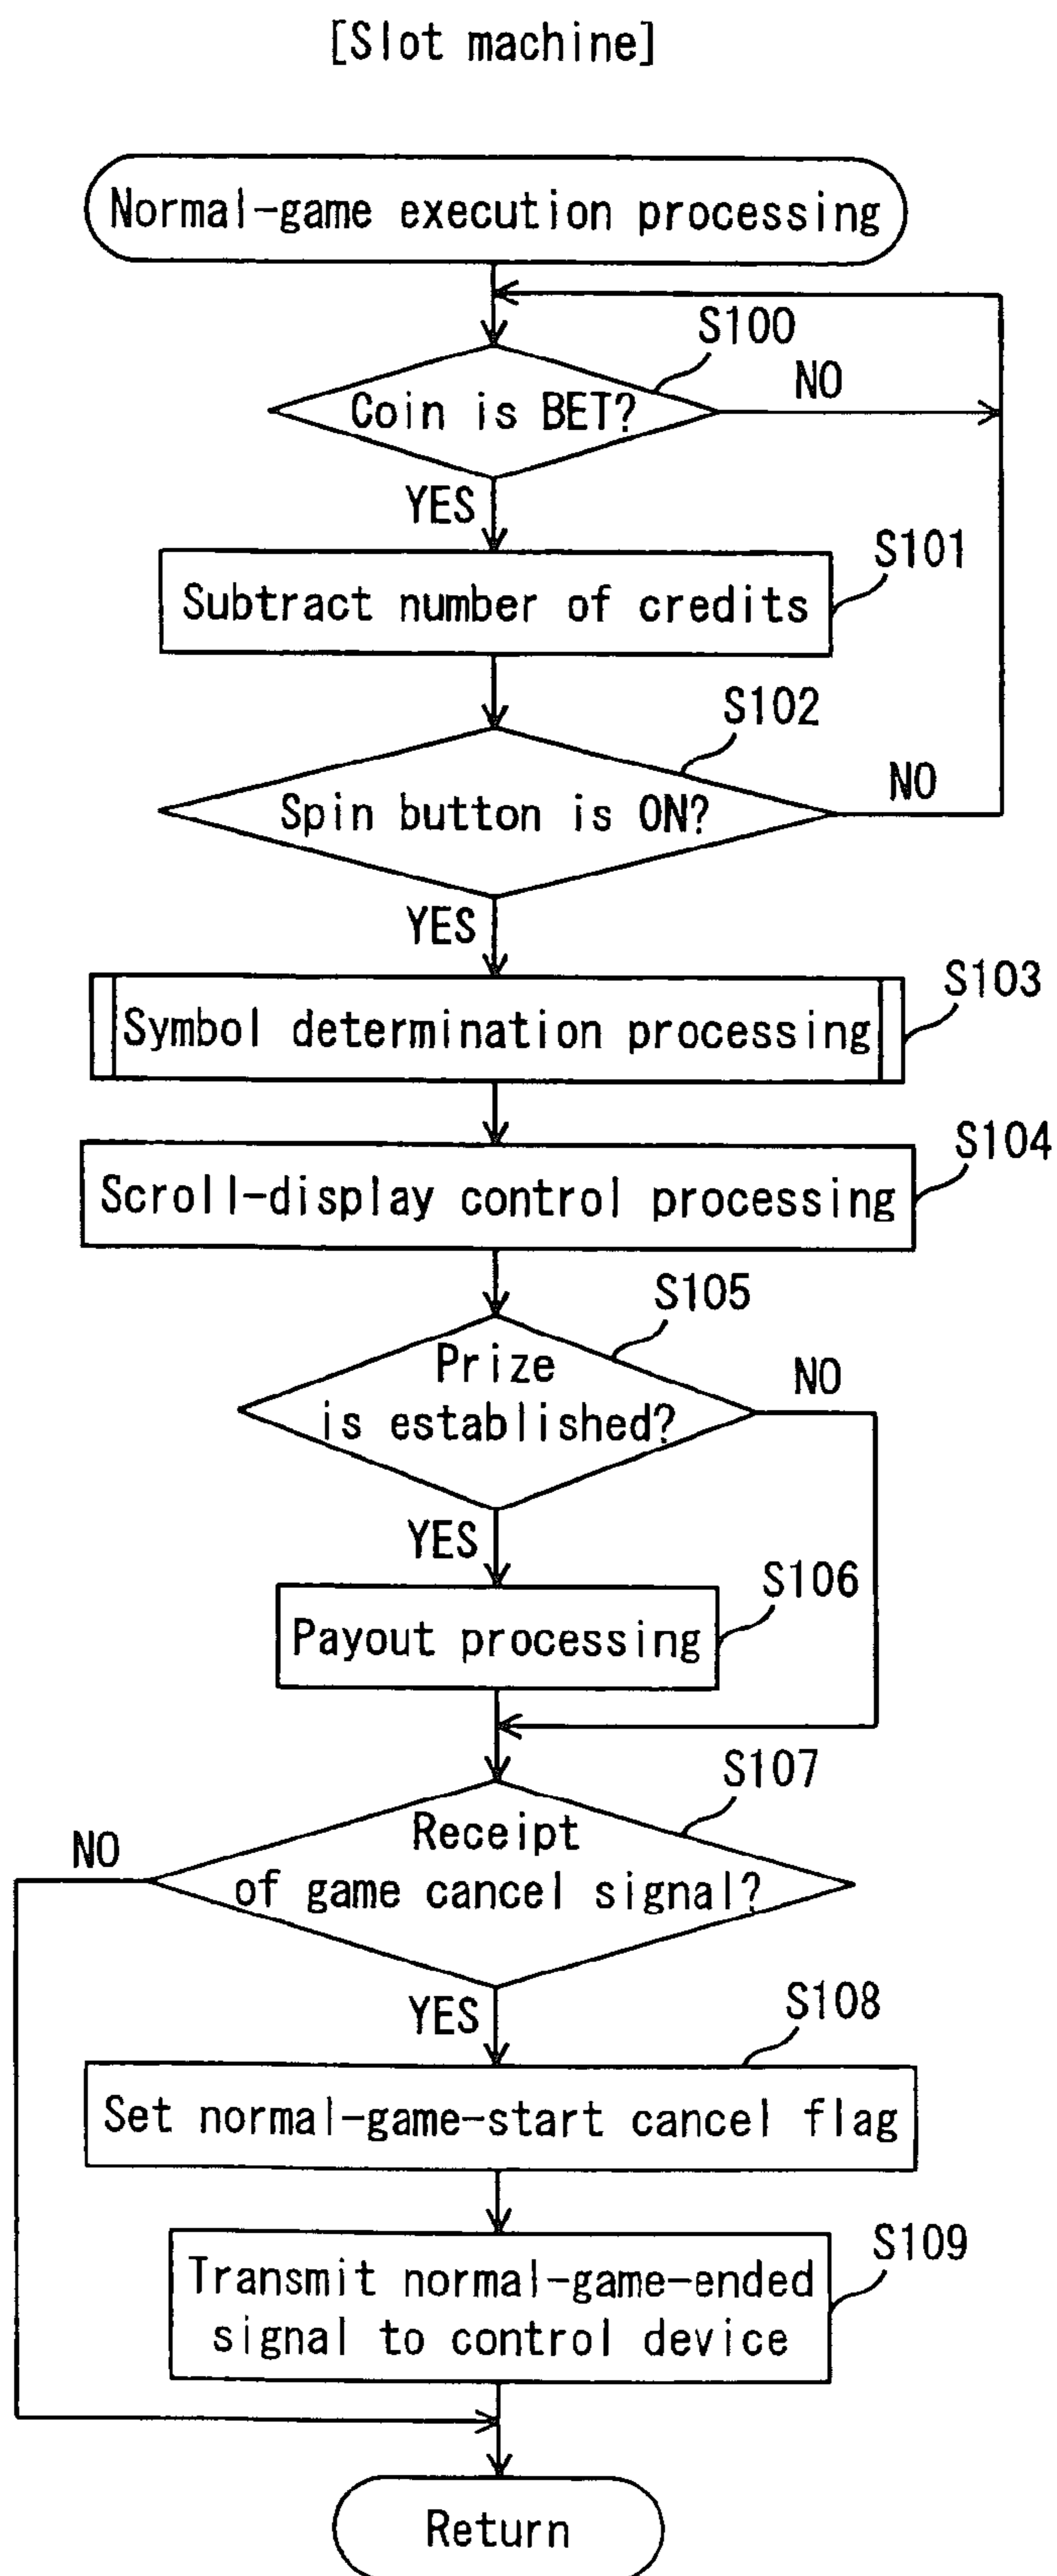 [Slot machine]
Normal-game execution processing
S100
Coin is BET?
NO
YES
S101
Subtract number of credits
S102
Spin button is ON?
NO
YES
S103
Symbol determination processing
S104
Scroll-display control processing
S105
Prize
is established?
NO
YES
S106
Payout processing
S107
Receipt
of game cancel signal?
NO
YES
S108
Set normal-game-start cancel flag
S109
Transmit normal-game-ended
signal to control device
Return